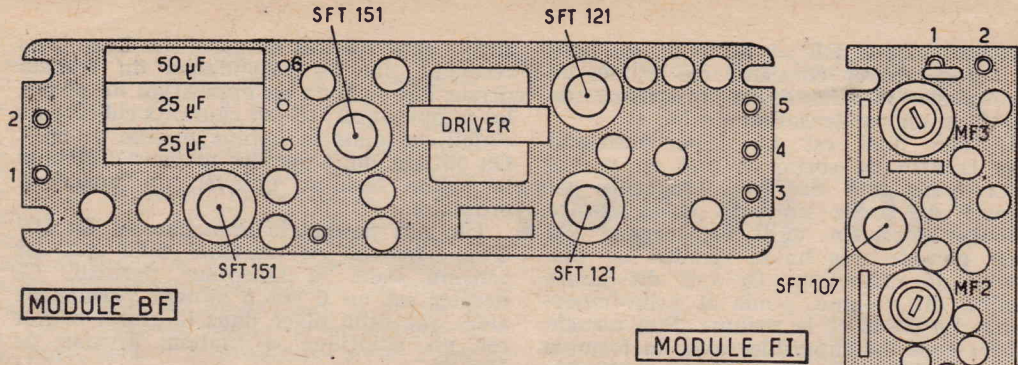 SFT 151
SFT 121
1 2
50 µF
6
25 µF
25 µF
2
1
DRIVER
5
4
3
MF3
SFT 151
SFT 121
SFT 107
MF2
MODULE BF
MODULE FI